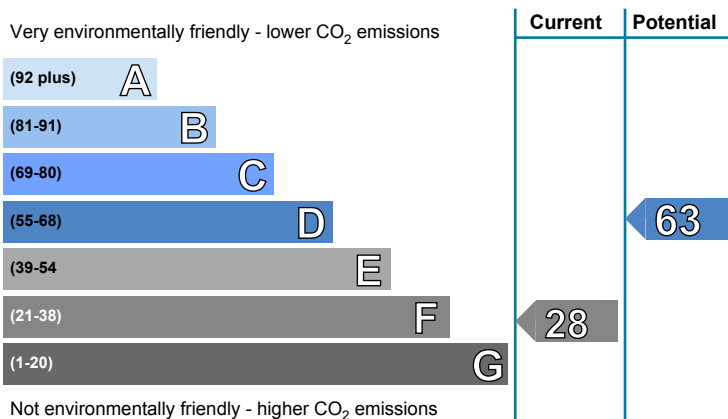 Current Potential
Very environmentally friendly - lower CO2 emissions
(92 plus) A
(81-91) B
(69-80) C
(55-68) D
63
(39-54 E
(21-38) F
28
(1-20) G
Not environmentally friendly - higher CO2 emissions